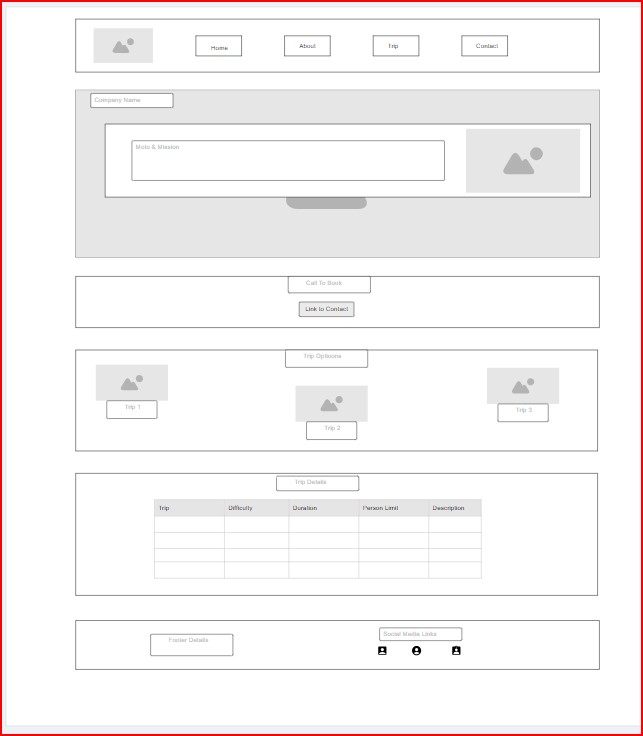 Home
About
Trip
Contact
Company Name
Moto & Mission
Call To Book
Link to Contact
Trip Options
Trip 1
Trip 2
Trip 3
Trip Details
Trip Difficulty Duration Person Limit Description
Footer Details
Social Media Links